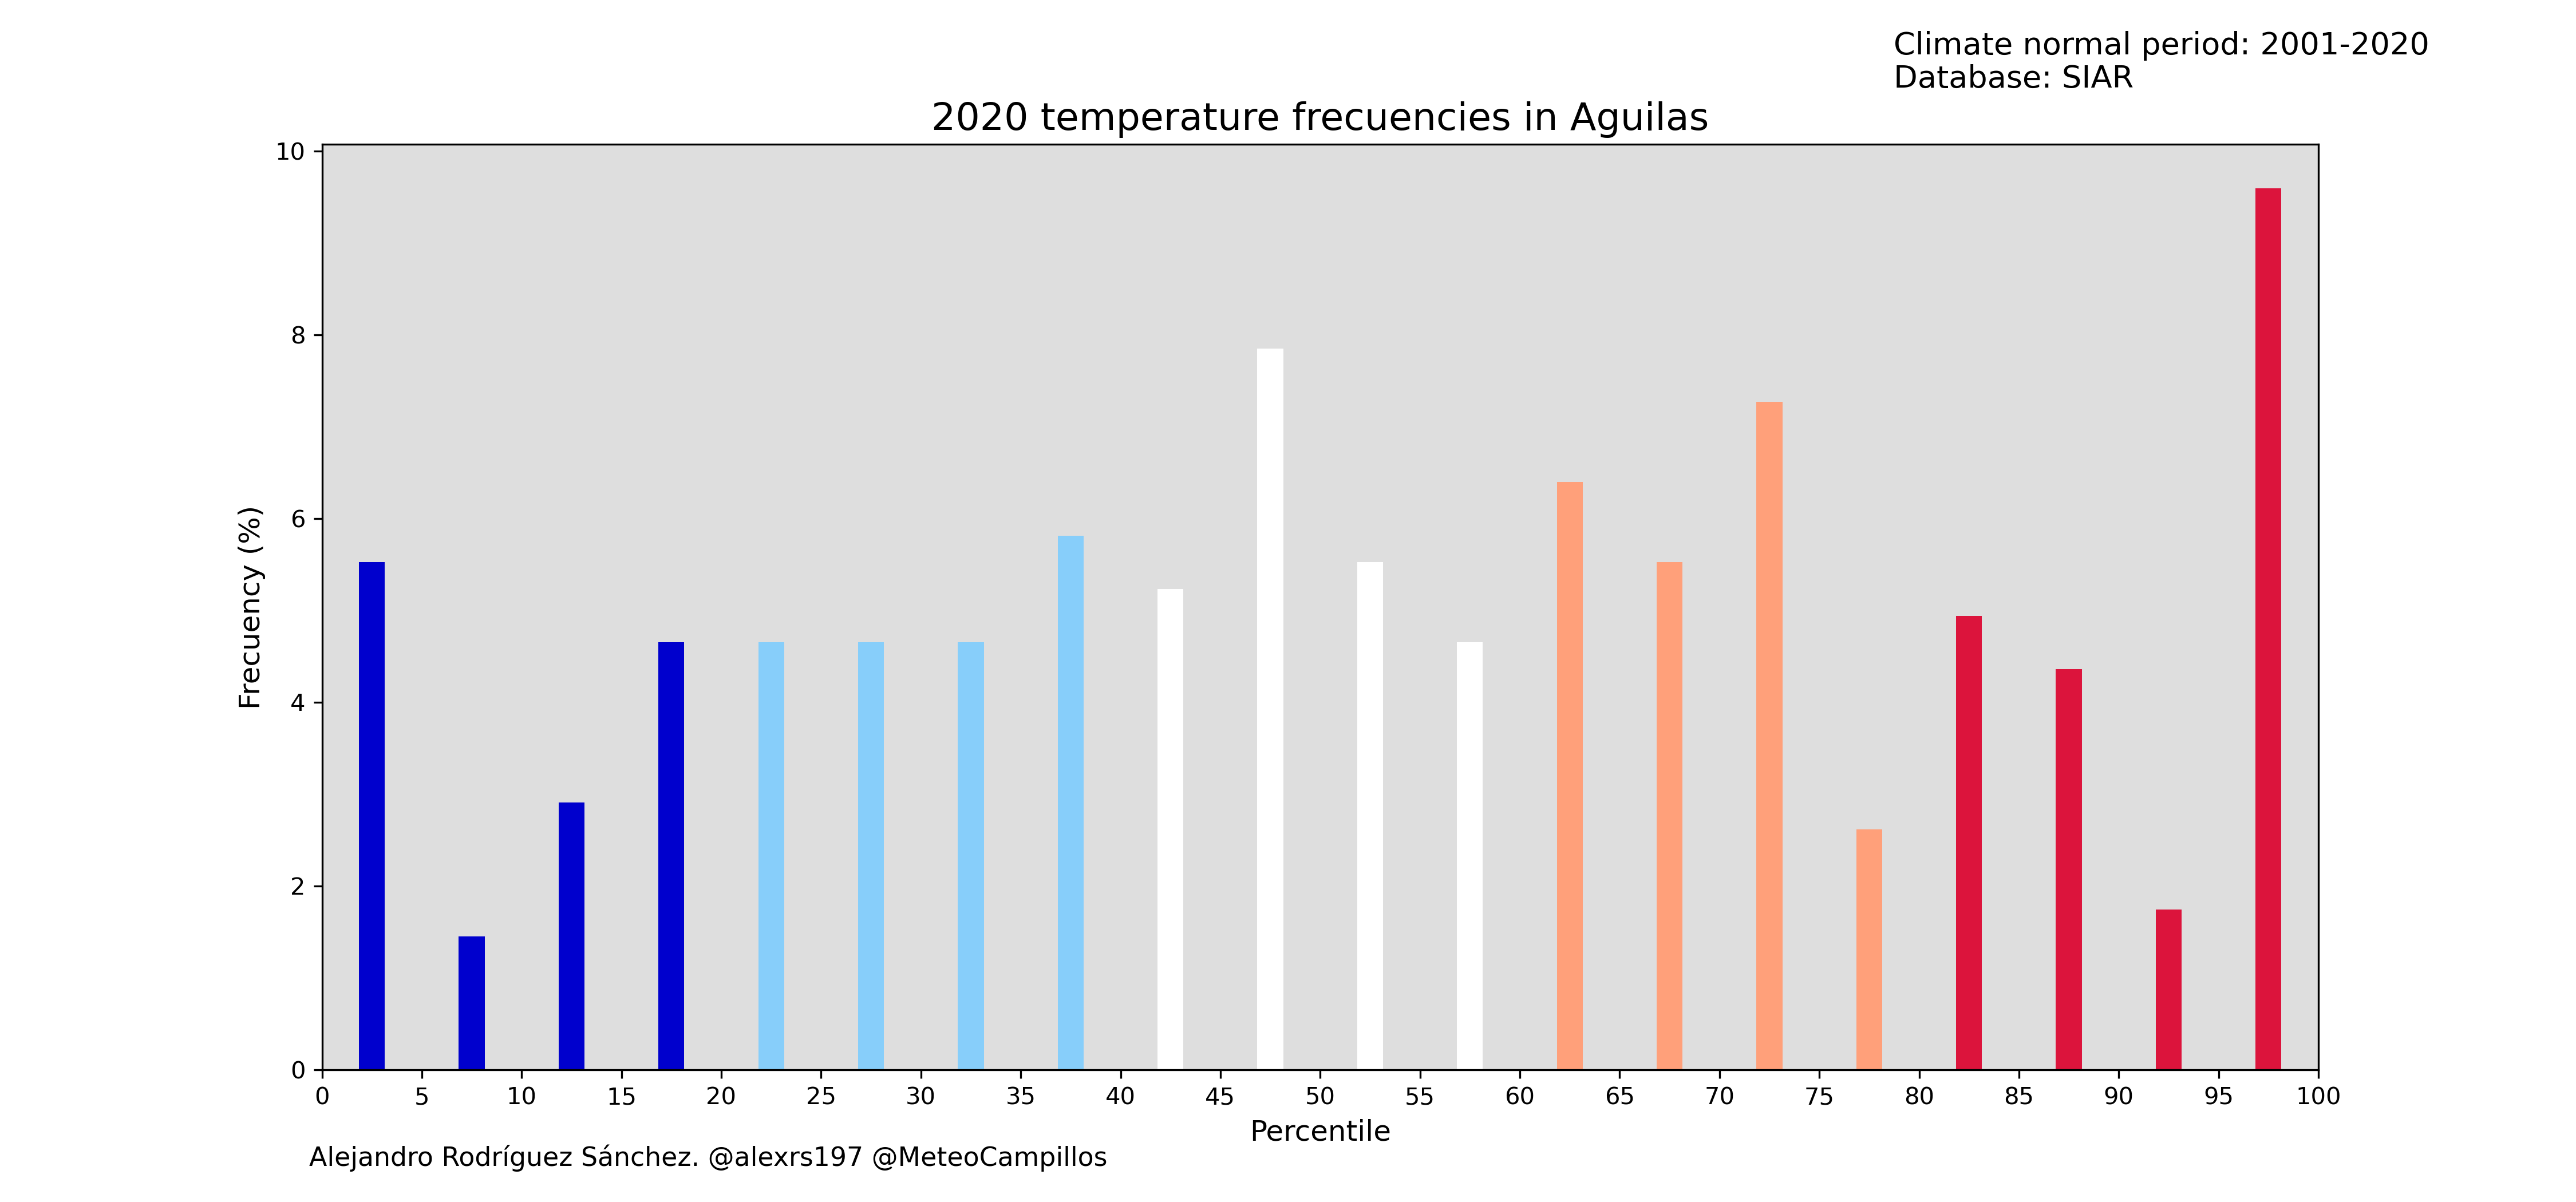 Climate normal period: 2001-2020
Database: SIAR
2020 temperature frecuencies in Aguilas
10
8
6
4
2
0
Frecuency (%)
0 5 10 15 20 25 30 35 40 45 50 55 60 65 70 75 80 85 90 95 100
Percentile
Alejandro Rodríguez Sánchez. @alexrs197 @MeteoCampillos